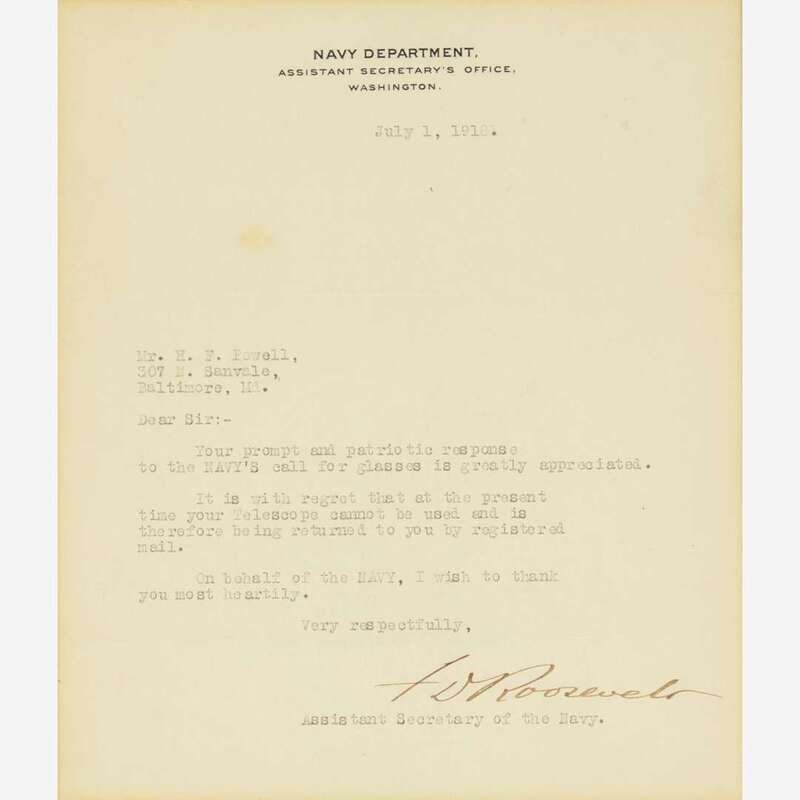 NAVY DEPARTMENT,
ASSISTANT SECRETARY'S OFFICE,
WASHINGTON.
July 1, 1918.
Mr. H. F. Powell,
307 N. Sanvale,
Baltimore, Md.
Dear Sir:-
Your prompt and patriotic response
to the NAVY'S call for glasses is greatly appreciated.
It is with regret that at the present
time your Telescope cannot be used and is
therefore being returned to you by registered
mail.
On behalf of the NAVY, I wish to thank
you most heartily.
Very respectfully,
F D Roosevelt
Assistant Secretary of the Navy.